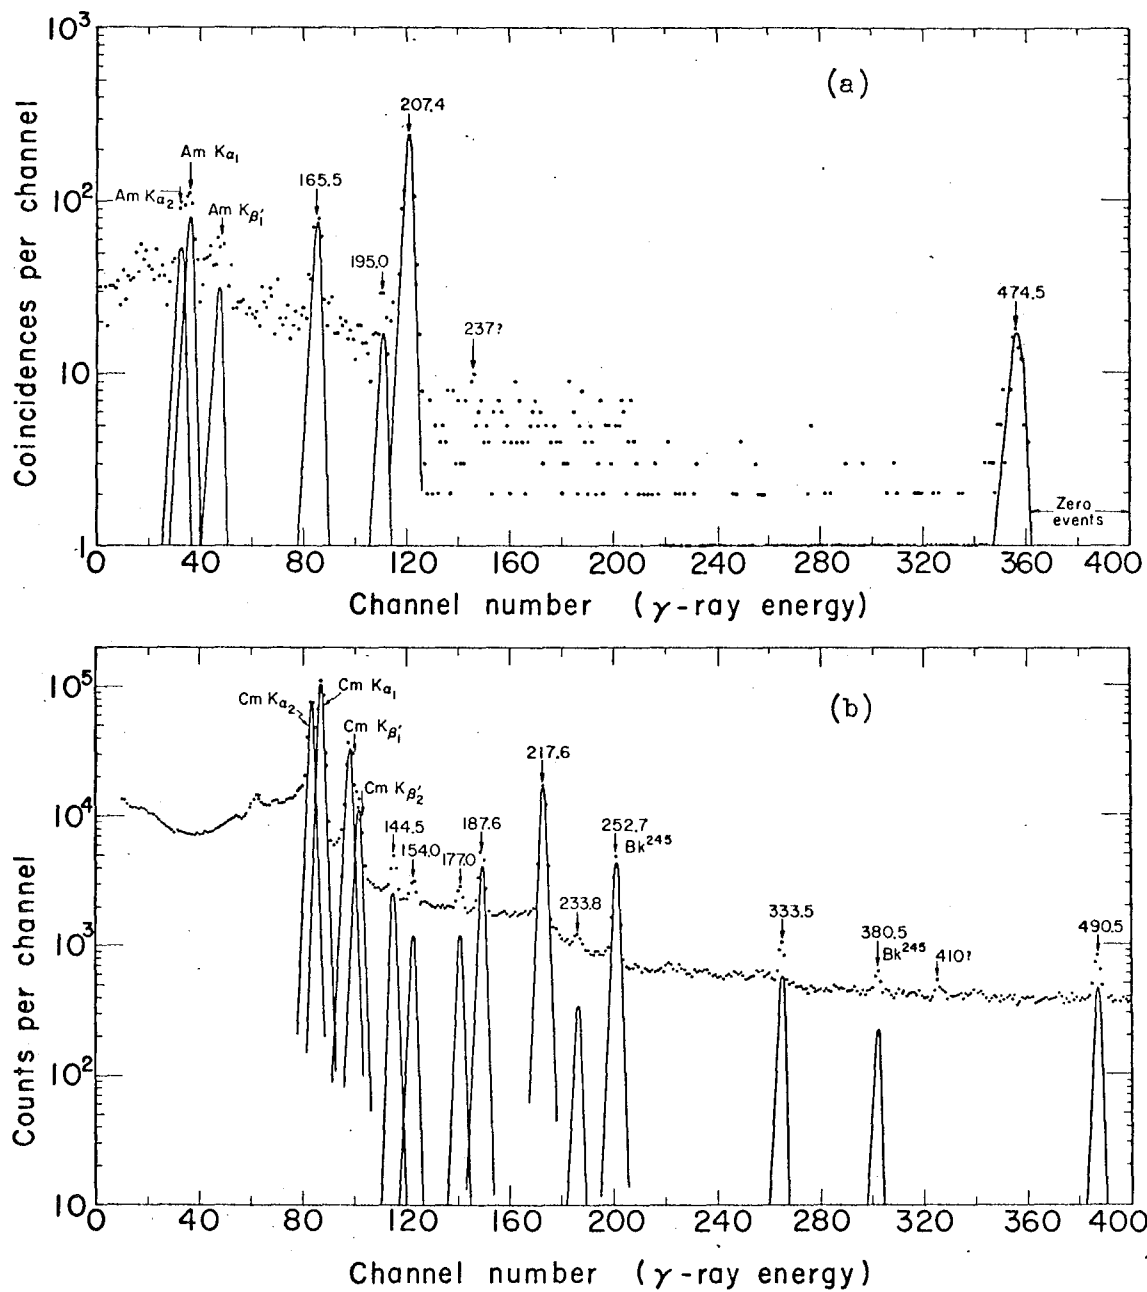 10³
10²
10
1
Coincidences per channel
(a)
207.4
Am Kα₁
Am Kα₂
Am Kβ₁′
165.5
195.0
237?
474.5
Zero events
0 40 80 120 160 200 240 280 320 360 400
Channel number (γ-ray energy)
10⁵
10⁴
10³
10²
10
Counts per channel
(b)
Cm Kα₂
Cm Kα₁
Cm Kβ₁′
Cm Kβ₂′
144.5
154.0
177.0
187.6
217.6
233.8
252.7
Bk²⁴⁵
333.5
380.5
Bk²⁴⁵
410?
490.5
0 40 80 120 160 200 240 280 320 360 400
Channel number (γ-ray energy)